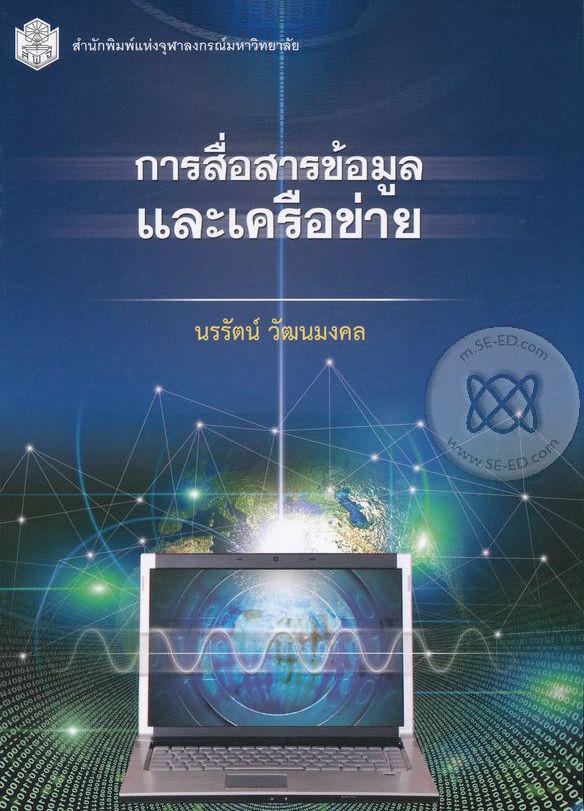 สำนักพิมพ์แห่งจุฬาลงกรณ์มหาวิทยาลัย
การสื่อสารข้อมูล
และเครือข่าย
นรรัตน์ วัฒนมงคล
m.SE-ED.com
www.SE-ED.com